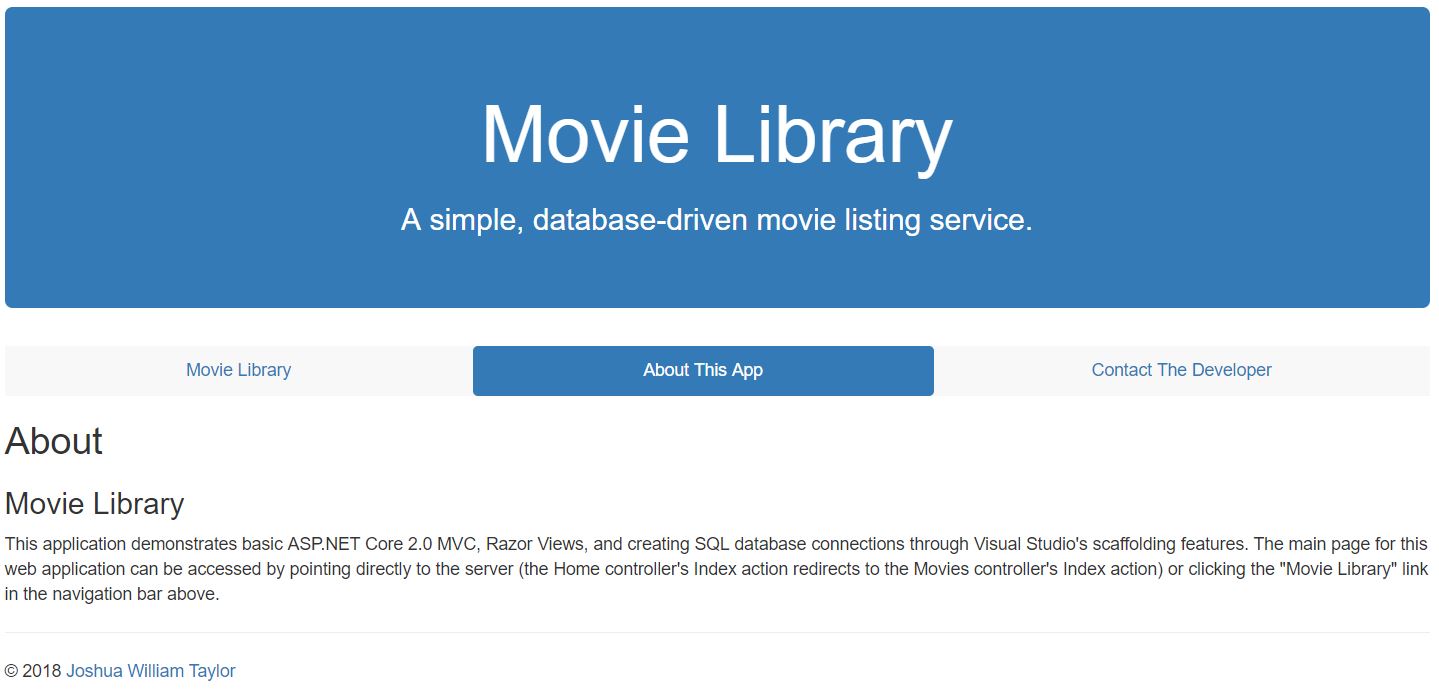 Movie Library
A simple, database-driven movie listing service.
Movie Library
About This App
Contact The Developer
About
Movie Library
This application demonstrates basic ASP.NET Core 2.0 MVC, Razor Views, and creating SQL database connections through Visual Studio's scaffolding features. The main page for this
web application can be accessed by pointing directly to the server (the Home controller's Index action redirects to the Movies controller's Index action) or clicking the "Movie Library" link
in the navigation bar above.
© 2018 Joshua William Taylor